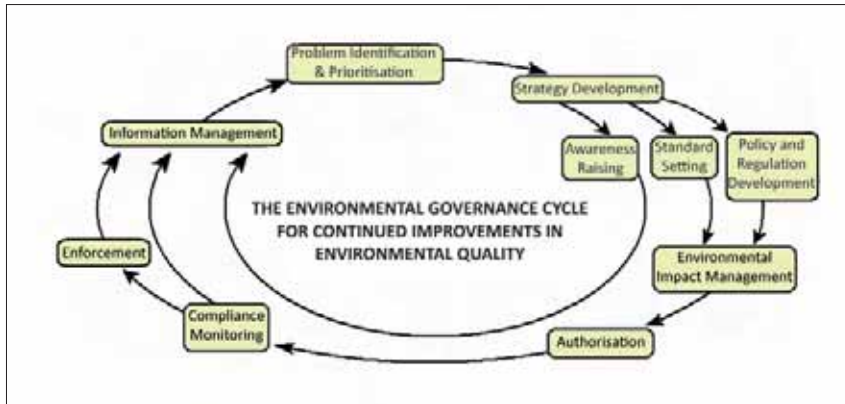 Problem Identification
& Prioritisation
Strategy Development
Information Management
Awareness
Raising
Standard
Setting
Policy and
Regulation
Development
THE ENVIRONMENTAL GOVERNANCE CYCLE
FOR CONTINUED IMPROVEMENTS IN
ENVIRONMENTAL QUALITY
Enforcement
Environmental
Impact Management
Compliance
Monitoring
Authorisation